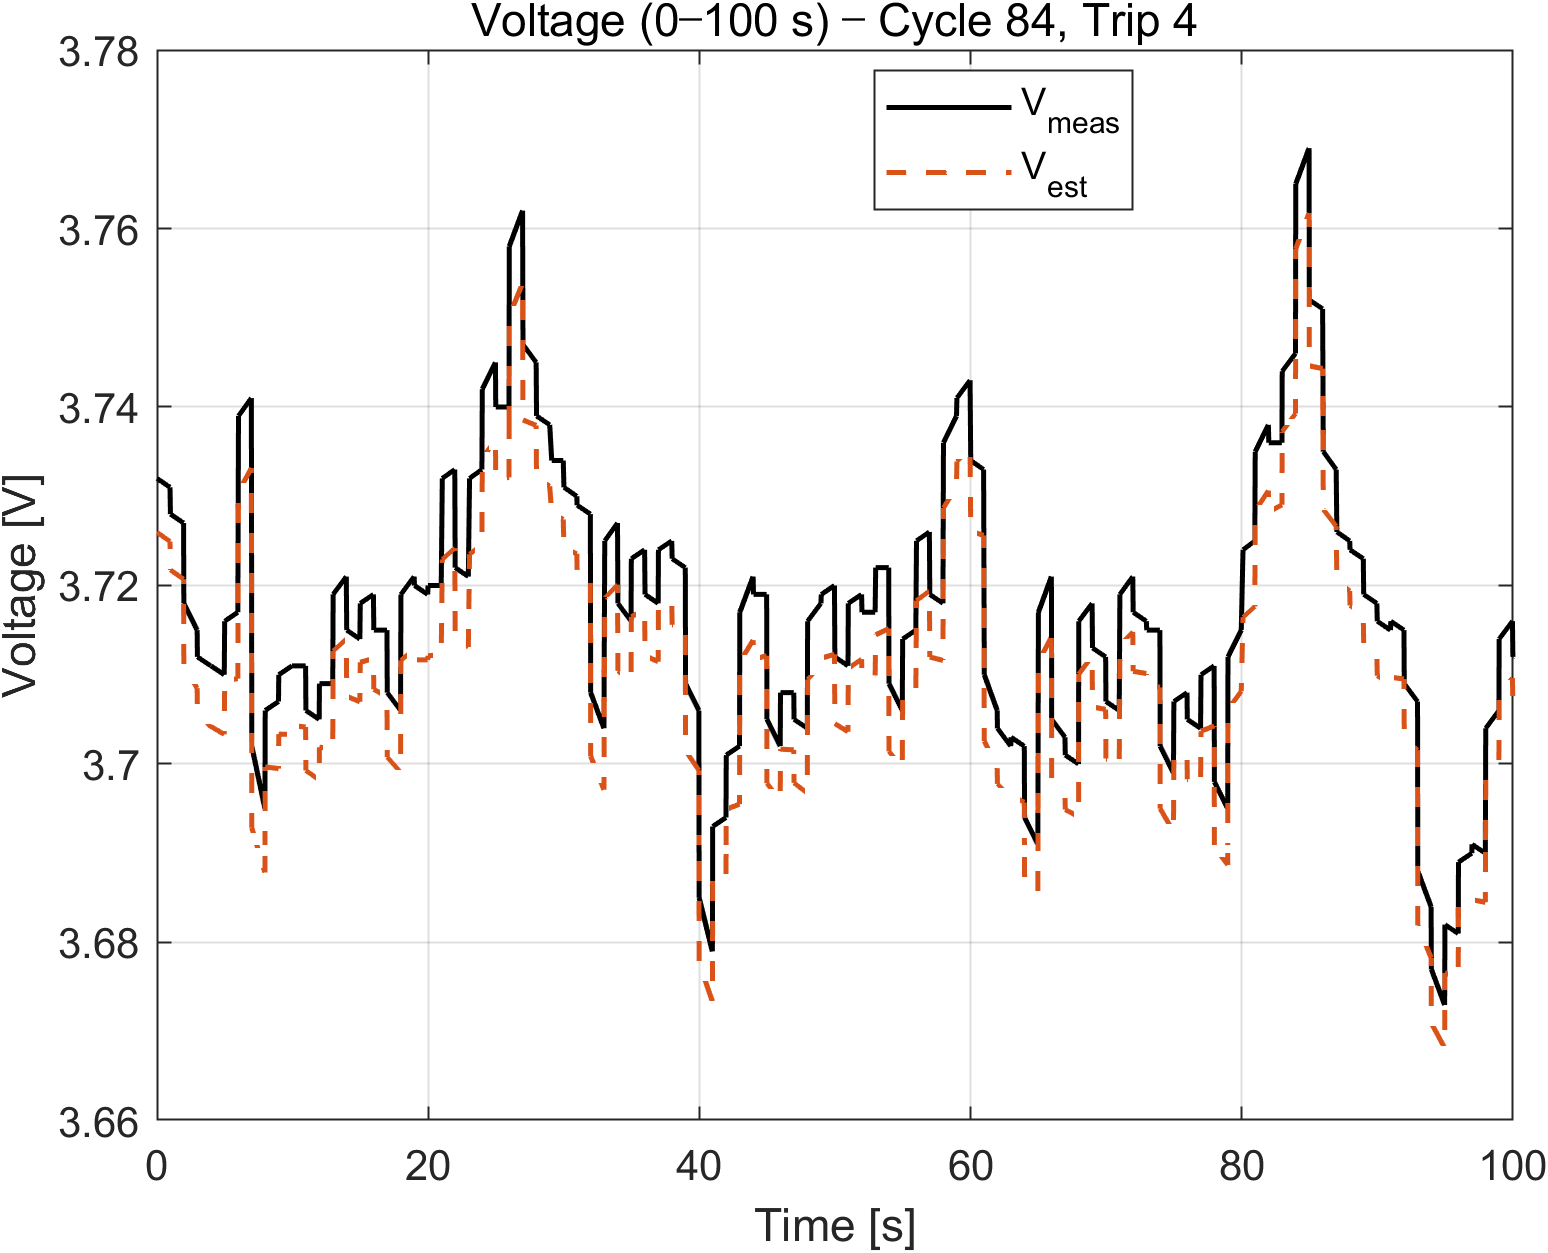 Voltage (0–100 s) – Cycle 84, Trip 4
V_meas
V_est
Voltage [V]
3.78
3.76
3.74
3.72
3.7
3.68
3.66
0 20 40 60 80 100
Time [s]